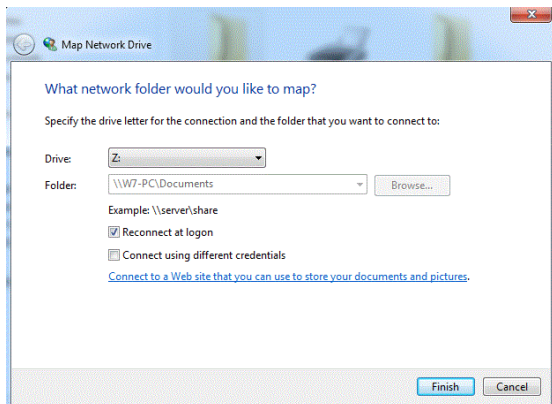 Map Network Drive
What network folder would you like to map?
Specify the drive letter for the connection and the folder that you want to connect to:
Drive: Z:
Folder: \\W7-PC\Documents Browse...
Example: \\server\share
Reconnect at logon
Connect using different credentials
Connect to a Web site that you can use to store your documents and pictures.
Finish Cancel